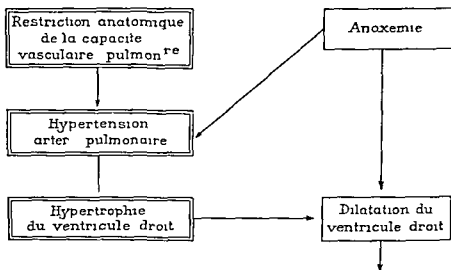 Restriction anatomique
de la capacite
vasculaire pulmonre
Anoxemie
Hypertension
arter pulmonaire
Hypertrophie
du ventricule droit
Dilatation du
ventricule droit